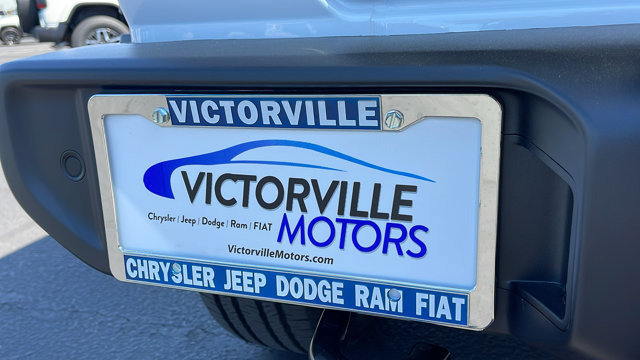 VICTORVILLE
VICTORVILLE
Chrysler | Jeep | Dodge | Ram | FIAT
MOTORS
VictorvilleMotors.com
CHRYSLER JEEP DODGE RAM FIAT